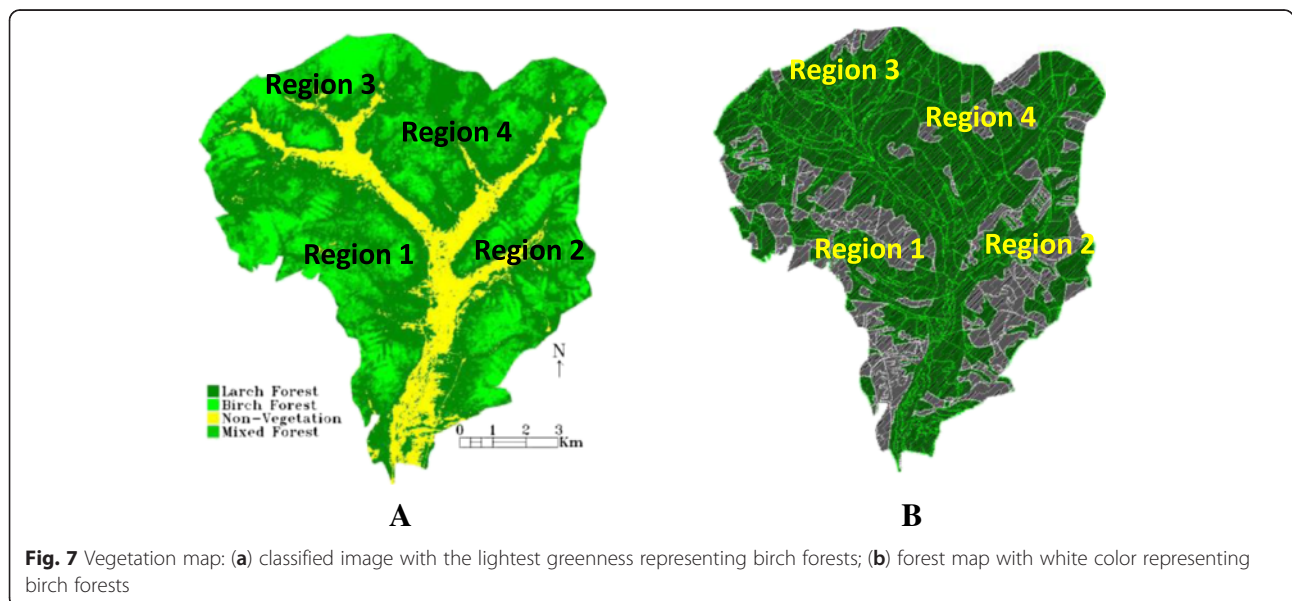 Region 3
Region 4
Region 1
Region 2
N
Larch Forest
Birch Forest
Non-Vegetation
Mixed Forest
0 1 2 3
Km
A
Region 3
Region 4
Region 1
Region 2
B
Fig. 7 Vegetation map: (a) classified image with the lightest greenness representing birch forests; (b) forest map with white color representing
birch forests